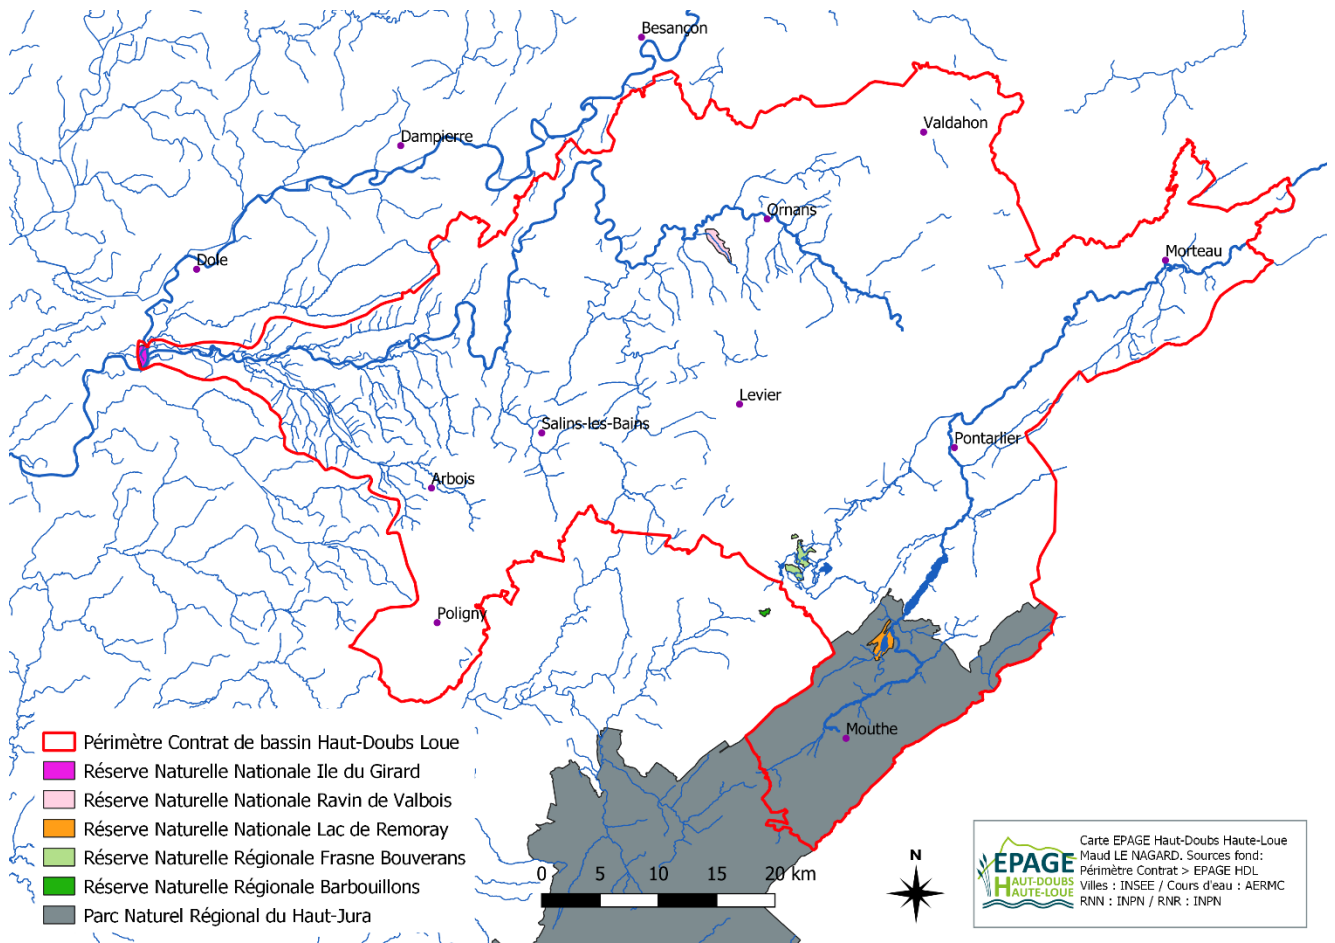 Besançon
Valdahon
Dampierre
Ornans
Dole
Morteau
Levier
Salins-les-Bains
Pontarlier
Arbois
Poligny
Mouthe
Périmètre Contrat de bassin Haut-Doubs Loue
Réserve Naturelle Nationale Ile du Girard
Réserve Naturelle Nationale Ravin de Valbois
Réserve Naturelle Nationale Lac de Remoray
Réserve Naturelle Régionale Frasne Bouverans
Réserve Naturelle Régionale Barbouillons
Parc Naturel Régional du Haut-Jura
0 5 10 15 20 km
N
EPAGE
HAUT-DOUBS
HAUTE-LOUE
Carte EPAGE Haut-Doubs Haute-Loue
Maud LE NAGARD. Sources fond:
Périmètre Contrat > EPAGE HDL
Villes : INSEE / Cours d'eau : AERMC
RNN : INPN / RNR : INPN